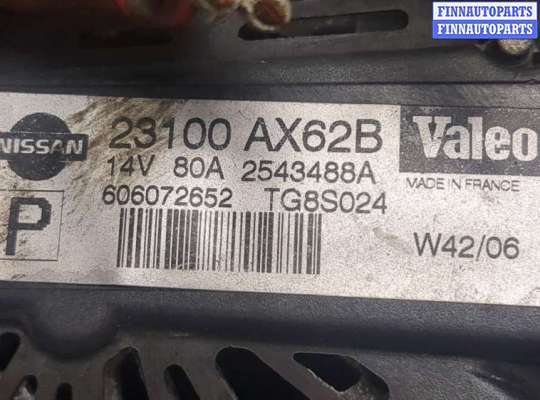 FINNAUTOPARTS
FINNAUTOPARTS
NISSAN
23100 AX62B
Valeo
14V 80A 2543488A
MADE IN FRANCE
606072652 TG8S024
P
W42/06